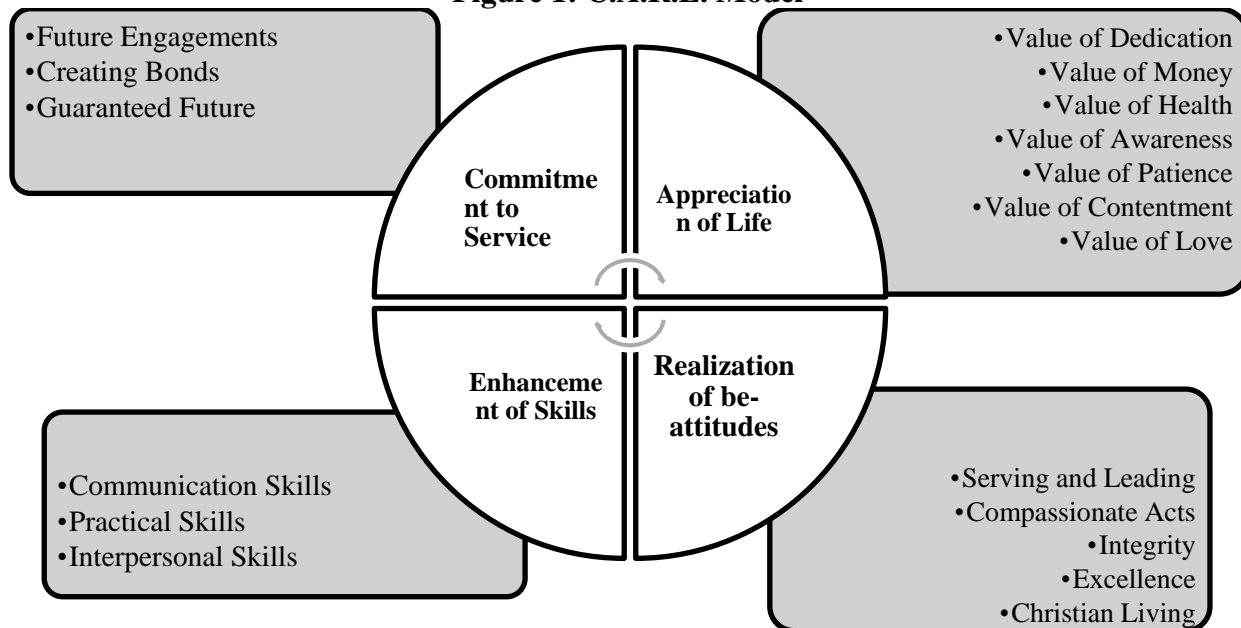 Figure 1: C.A.R.E. Model
•Future Engagements
•Creating Bonds
•Guaranteed Future
•Value of Dedication
•Value of Money
•Value of Health
•Value of Awareness
•Value of Patience
•Value of Contentment
•Value of Love
Commitme
nt to
Service
Appreciatio
n of Life
Enhanceme
nt of Skills
Realization
of be-
attitudes
•Communication Skills
•Practical Skills
•Interpersonal Skills
•Serving and Leading
•Compassionate Acts
•Integrity
•Excellence
•Christian Living